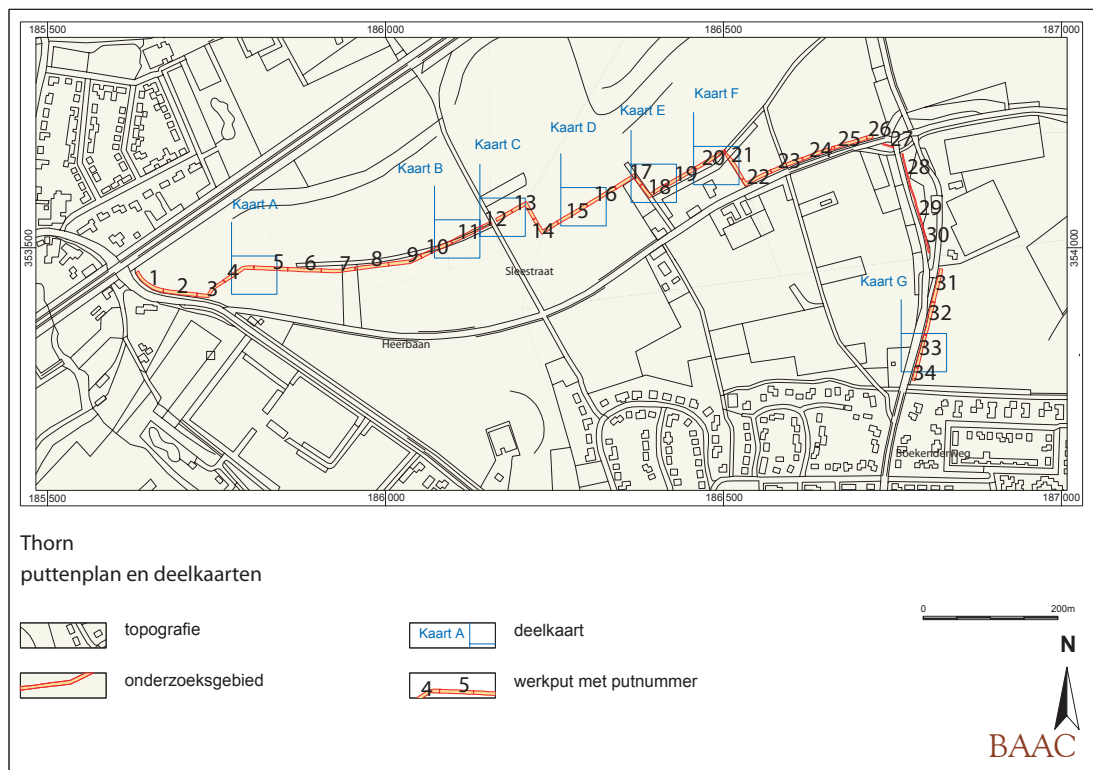 185 500
186 000
186 500
187 000
353 500
354 000
Kaart A
Kaart B
Kaart C
Kaart D
Kaart E
Kaart F
Kaart G
1
2
3
4
5
6
7
8
9
10
11
12
13
14
15
16
17
18
19
20
21
22
23
24
25
26
27
28
29
30
31
32
33
34
Sleestraat
Heerbaan
Boekenderweg
185 500
186 000
186 500
187 000
Thorn
puttenplan en deelkaarten
topografie
Kaart A
deelkaart
0
200m
onderzoeksgebied
4
5
werkput met putnummer
N
BAAC